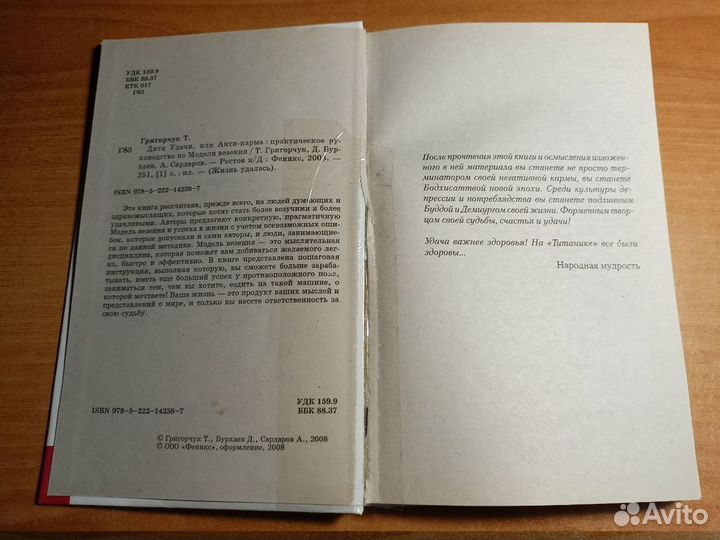 УДК 159.9
ББК 88.37
КТК 017
Г83
Григорчук Т.
Г83 Дитя Удачи, или Анти-карма : практическое ру-
ководство по Модели везения / Т. Григорчук, Д. Бур-
хаев, А. Сардаров. — Ростов н/Д : Феникс, 2008. —
251, [1] с. : ил. — (Жизнь удалась).
ISBN 978-5-222-14238-7
Эта книга рассчитана, прежде всего, на людей думающих и
здравомыслящих, которые хотят стать более везучими и более
удачливыми. Авторы предлагают конкретную, прагматичную
Модель везения и успеха в жизни с учетом всевозможных ошибок,
бок, которые допускали и сами авторы, и люди, занимающие-
ся по данной методике. Модель везения — это мыслительная
дисциплина, которая поможет вам добиваться желаемого лег-
ко, быстро и эффективно. В книге представлена пошаговая
инструкция, выполняя которую, вы сможете больше зараба-
тывать, иметь еще больший успех у противоположного пола,
заниматься тем, чем вы хотите, ездить на такой машине, о
которой мечтаете! Ваша жизнь — это продукт ваших мыслей и
представлений о мире, и только вы несете ответственность за
свою судьбу.
УДК 159.9
ISBN 978-5-222-14238-7 ББК 88.37
© Григорчук Т., Бурхаев Д., Сардаров А., 2008
© ООО «Феникс», оформление, 2008
После прочтения этой книги и осмысления изложенно-
го в ней материала вы станете не просто тер-
минатором своей негативной кармы, вы станете
Бодхисаттвой новой эпохи. Среди культуры де-
прессии и потреблядства вы станете подлинным
Буддой и Демиургом своей жизни. Форменным твор-
цом своей судьбы, счастья и удачи!
Удача важнее здоровья! На «Титанике» все были
здоровы...
Народная мудрость
Avito